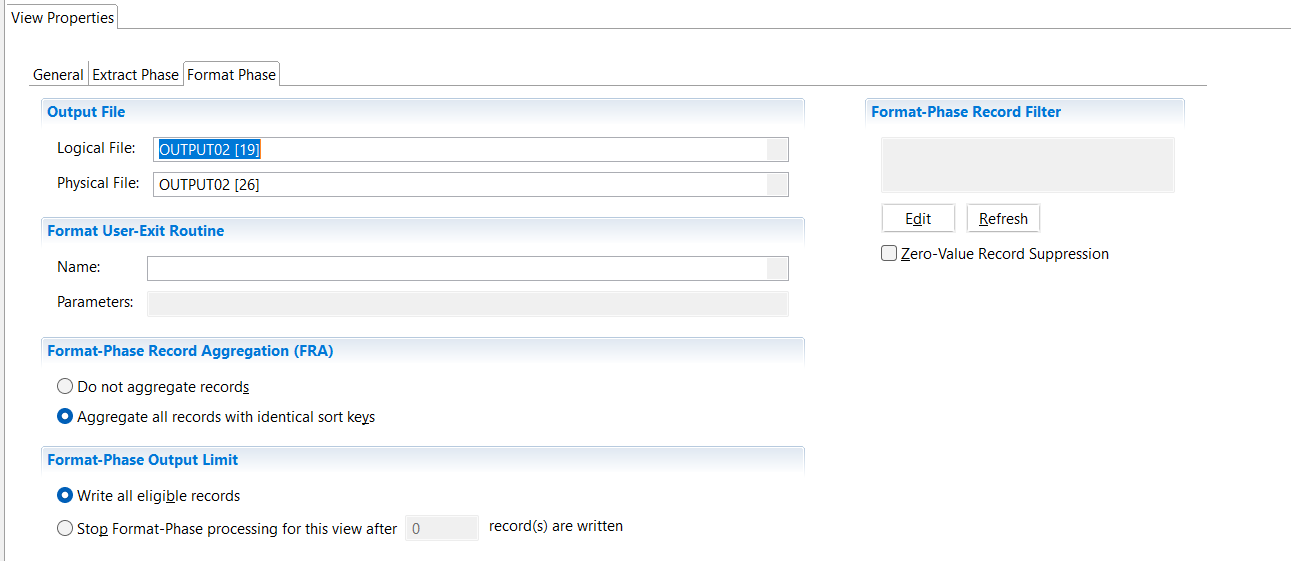 View Properties
General Extract Phase Format Phase
Output File
Logical File: OUTPUT02 [19]
Physical File: OUTPUT02 [26]
Format User-Exit Routine
Name:
Parameters:
Format-Phase Record Aggregation (FRA)
Do not aggregate records
Aggregate all records with identical sort keys
Format-Phase Output Limit
Write all eligible records
Stop Format-Phase processing for this view after 0 record(s) are written
Format-Phase Record Filter
Edit Refresh
Zero-Value Record Suppression